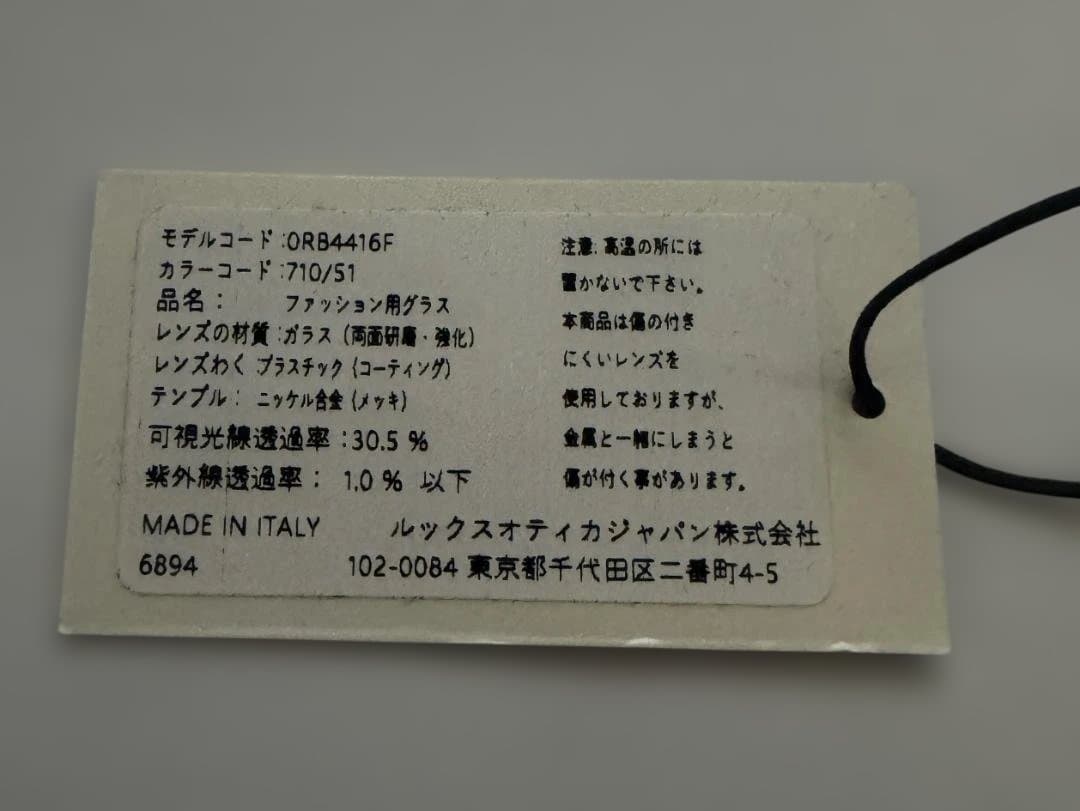 モデルコード :0RB4416F
カラーコード :710/51
品名： ファッション用グラス
レンズの材質 :ガラス (両面研磨・強化)
レンズわく :プラスチック (コーティング)
テンプル： ニッケル合金 (メッキ)
可視光線透過率 :30.5 %
紫外線透過率： 1.0 % 以下
MADE IN ITALY
6894
注意: 高温の所には
置かないで下さい。
本商品は傷の付き
にくいレンズを
使用しておりますが、
金属と一緒にしまうと
傷が付く事があります。
ルックスオティカジャパン株式会社
102-0084 東京都千代田区二番町4-5